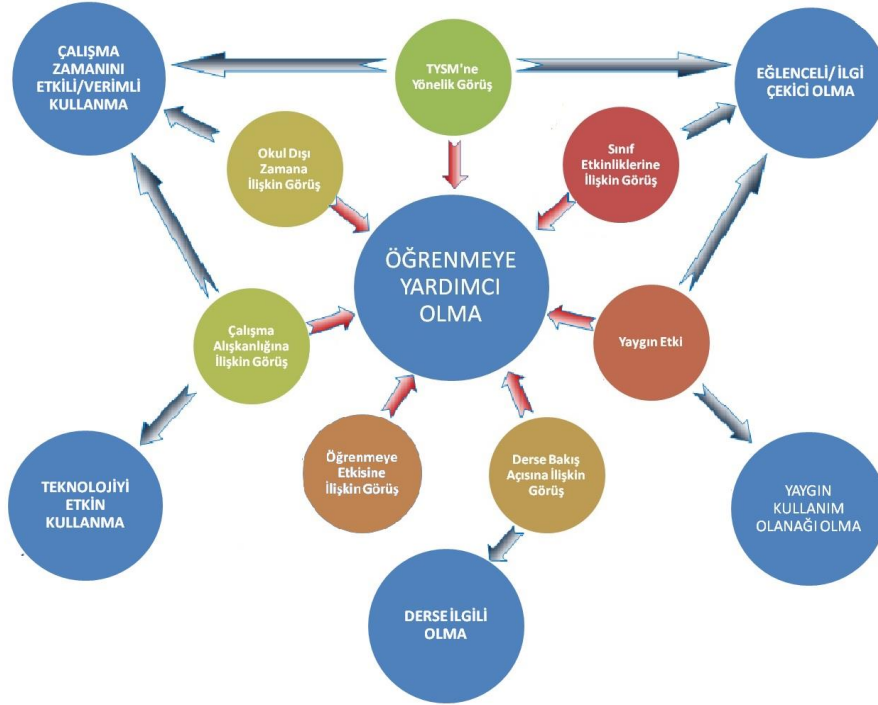 ÇALIŞMA
ZAMANINI
ETKİLİ/VERİMLİ
KULLANMA
TYSM'ne
Yönelik Görüş
EĞLENCELİ/ İLGİ
ÇEKİCİ OLMA
Okul Dışı
Zamana
İlişkin Görüş
Sınıf
Etkinliklerine
İlişkin Görüş
ÖĞRENMEYE
YARDIMCI
OLMA
Çalışma
Alışkanlığına
İlişkin Görüş
Yaygın Etki
Öğrenmeye
Etkisine
İlişkin Görüş
Derse Bakış
Açısına İlişkin
Görüş
TEKNOLOJİYİ
ETKİN
KULLANMA
YAYGIN
KULLANIM
OLANAĞI OLMA
DERSE İLGİLİ
OLMA